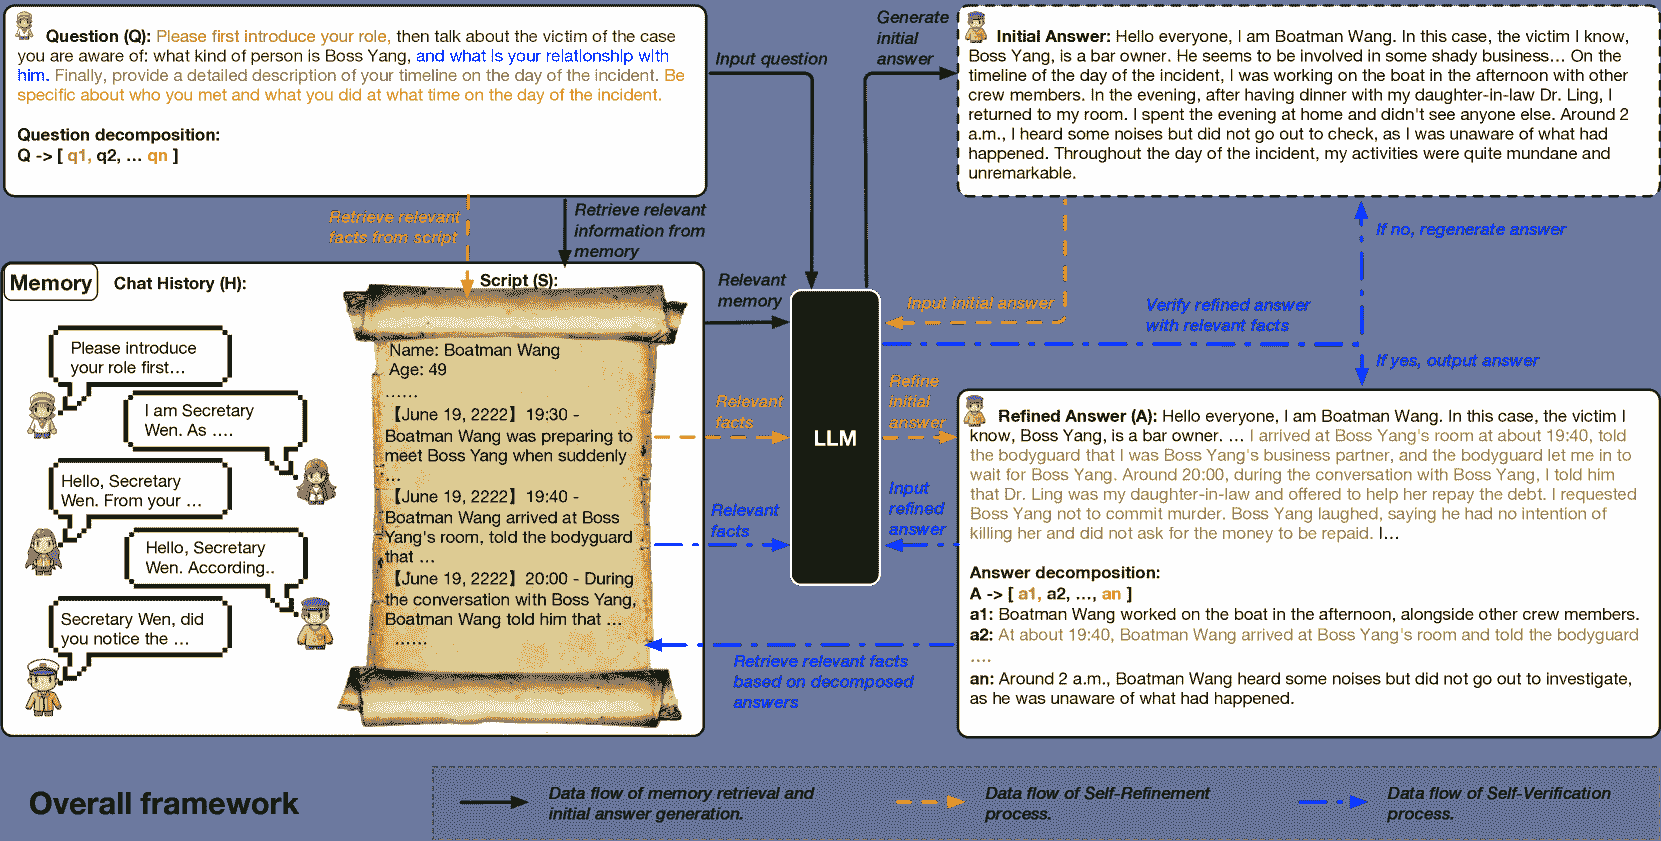 Question (Q): Please first introduce your role, then talk about the victim of the case
you are aware of: what kind of person is Boss Yang, and what is your relationship with
him. Finally, provide a detailed description of your timeline on the day of the incident. Be
specific about who you met and what you did at what time on the day of the incident.
Question decomposition:
Q -> [ q1, q2, ... qn ]
Input question
Generate
initial
answer
Initial Answer: Hello everyone, I am Boatman Wang. In this case, the victim I know,
Boss Yang, is a bar owner. He seems to be involved in some shady business... On the
timeline of the day of the incident, I was working on the boat in the afternoon with other
crew members. In the evening, after having dinner with my daughter-in-law Dr. Ling, I
returned to my room. I spent the evening at home and didn't see anyone else. Around 2
a.m., I heard some noises but did not go out to check, as I was unaware of what had
happened. Throughout the day of the incident, my activities were quite mundane and
unremarkable.
Retrieve relevant
facts from script
Retrieve relevant
information from
memory
If no, regenerate answer
Memory
Chat History (H):
Script (S):
Relevant
memory
Input initial answer
Verify refined answer
with relevant facts
If yes, output answer
Please introduce
your role first...
I am Secretary
Wen. As ....
Hello, Secretary
Wen. From your ...
Hello, Secretary
Wen. According..
Secretary Wen, did
you notice the ...
Name: Boatman Wang
Age: 49
......
【June 19, 2222】19:30 -
Boatman Wang was preparing to
meet Boss Yang when suddenly
...
【June 19, 2222】19:40 -
Boatman Wang arrived at Boss
Yang's room, told the bodyguard
that ...
【June 19, 2222】20:00 - During
the conversation with Boss Yang,
Boatman Wang told him that ...
......
Relevant
facts
Relevant
facts
LLM
Refine
initial
answer
Input
refined
answer
Retrieve relevant facts
based on decomposed
answers
Refined Answer (A): Hello everyone, I am Boatman Wang. In this case, the victim I
know, Boss Yang, is a bar owner. ... I arrived at Boss Yang's room at about 19:40, told
the bodyguard that I was Boss Yang's business partner, and the bodyguard let me in to
wait for Boss Yang. Around 20:00, during the conversation with Boss Yang, I told him
that Dr. Ling was my daughter-in-law and offered to help her repay the debt. I requested
Boss Yang not to commit murder. Boss Yang laughed, saying he had no intention of
killing her and did not ask for the money to be repaid. I...
Answer decomposition:
A -> [ a1, a2, ..., an ]
a1: Boatman Wang worked on the boat in the afternoon, alongside other crew members.
a2: At about 19:40, Boatman Wang arrived at Boss Yang's room and told the bodyguard
....
an: Around 2 a.m., Boatman Wang heard some noises but did not go out to investigate,
as he was unaware of what had happened.
Overall framework
Data flow of memory retrieval and
initial answer generation.
Data flow of Self-Refinement
process.
Data flow of Self-Verification
process.